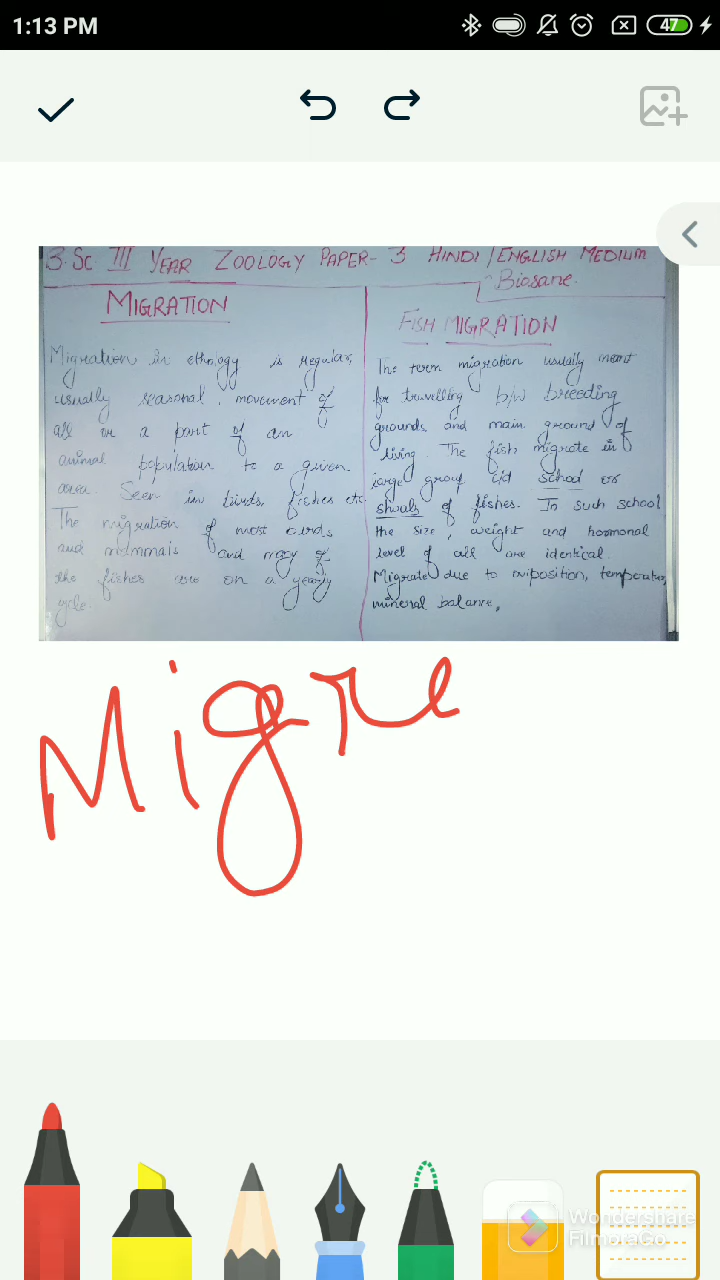 1:13 PM
47
B.Sc III YEAR ZOOLOGY PAPER- 3 HINDI/ENGLISH MEDIUM
Biosane.
MIGRATION
Migration in ethology is regular,
usually seasonal, movement of
all or a part of an
animal population to a given
area. Seen in birds, fishes etc.
The migration of most birds
and mammals and many of
the fishes are on a yearly
cycle.
FISH MIGRATION
The term migration usually ment
for travelling b/w breeding
grounds and main ground of
living. The fish migrate in
large group school or
shoals of fishes. In such school
the size, weight and hormonal
level of all are identical.
Migrate due to oviposition, temperature,
mineral balance,
Migra
Wondershare
FilmoraGo